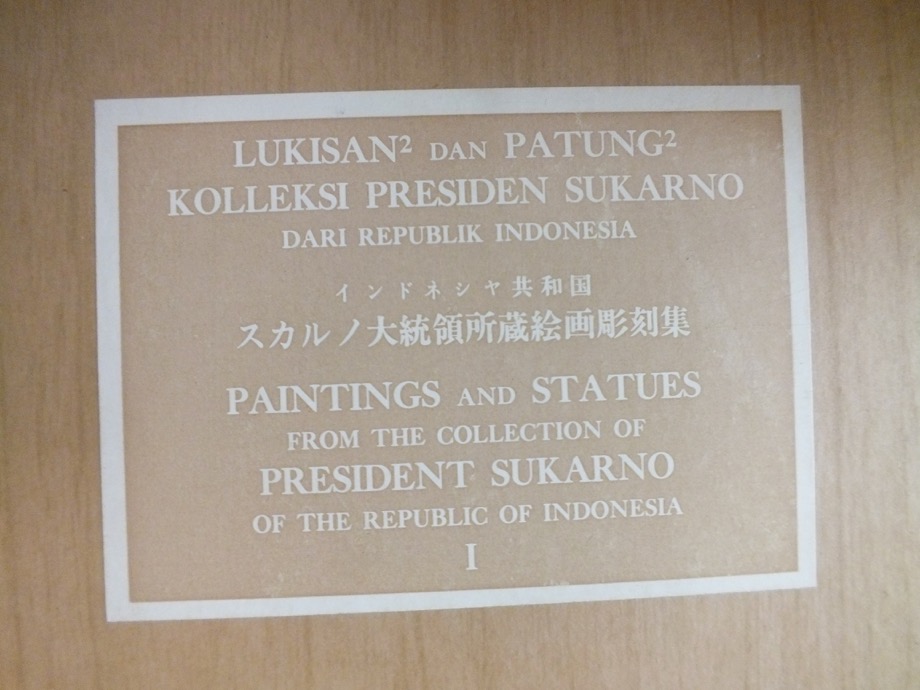 LUKISAN² DAN PATUNG²
KOLLEKSI PRESIDEN SUKARNO
DARI REPUBLIK INDONESIA
インドネシヤ共和国
スカルノ大統領所蔵絵画彫刻集
PAINTINGS AND STATUES
FROM THE COLLECTION OF
PRESIDENT SUKARNO
OF THE REPUBLIC OF INDONESIA
I